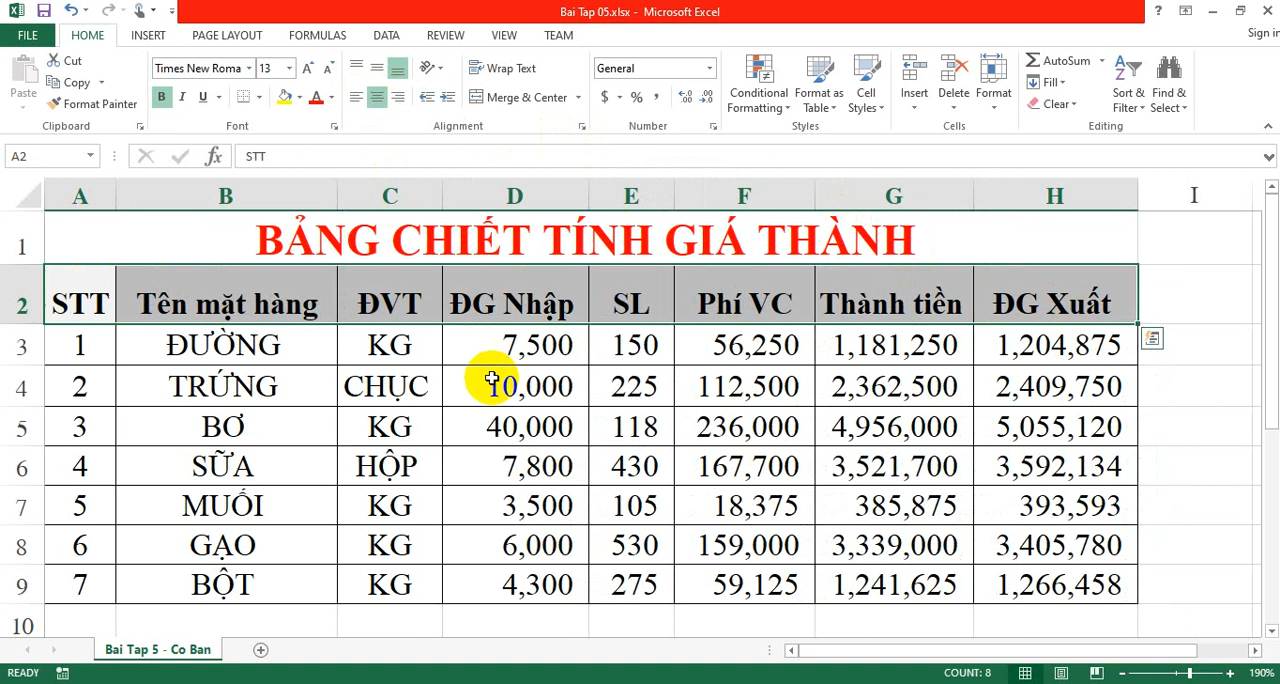 Bai Tap 05.xlsx - Microsoft Excel
?
FILE HOME INSERT PAGE LAYOUT FORMULAS DATA REVIEW VIEW TEAM Sign in
Paste
Cut
Copy
Format Painter
Clipboard
Times New Roma 13
B I U
Font
Wrap Text
Merge & Center
Alignment
General
$ % ,
Number
Conditional Formatting
Format as Table
Cell Styles
Styles
Insert Delete Format
Cells
AutoSum
Fill
Clear
Sort & Filter
Find & Select
Editing
A2 fx STT
A B C D E F G H I
1 BẢNG CHIẾT TÍNH GIÁ THÀNH
2 STT Tên mặt hàng ĐVT ĐG Nhập SL Phí VC Thành tiền ĐG Xuất
3 1 ĐƯỜNG KG 7,500 150 56,250 1,181,250 1,204,875
4 2 TRỨNG CHỤC 10,000 225 112,500 2,362,500 2,409,750
5 3 BƠ KG 40,000 118 236,000 4,956,000 5,055,120
6 4 SỮA HỘP 7,800 430 167,700 3,521,700 3,592,134
7 5 MUỐI KG 3,500 105 18,375 385,875 393,593
8 6 GẠO KG 6,000 530 159,000 3,339,000 3,405,780
9 7 BỘT KG 4,300 275 59,125 1,241,625 1,266,458
10
Bai Tap 5 - Co Ban
READY COUNT: 8 190%